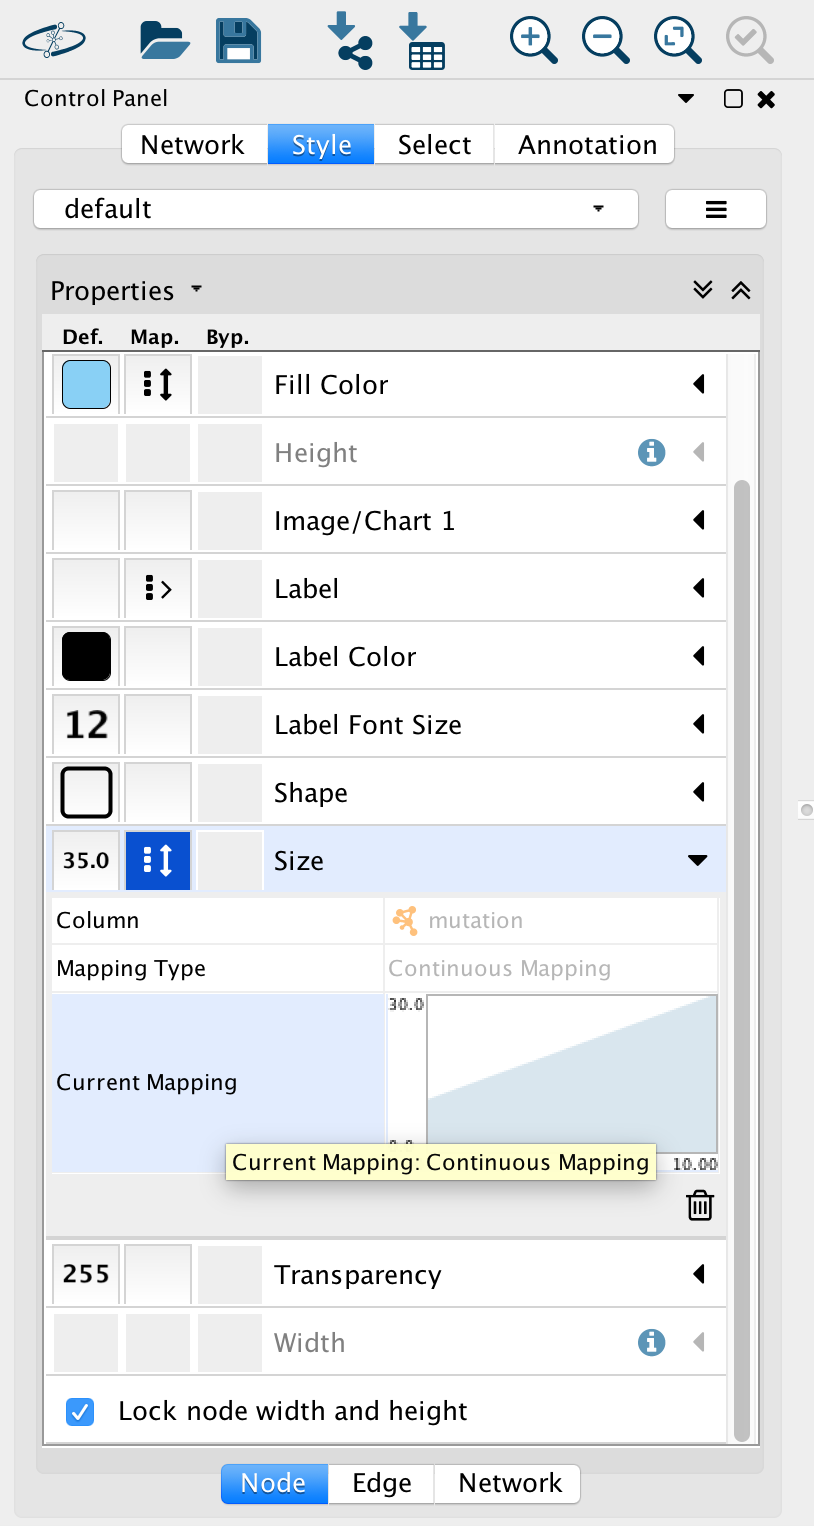 Control Panel
Network Style Select Annotation
default
Properties
Def. Map. Byp.
Fill Color
Height
Image/Chart 1
Label
Label Color
12 Label Font Size
Shape
35.0 Size
Column mutation
Mapping Type Continuous Mapping
30.0
Current Mapping
Current Mapping: Continuous Mapping
10.00
255 Transparency
Width
Lock node width and height
Node Edge Network